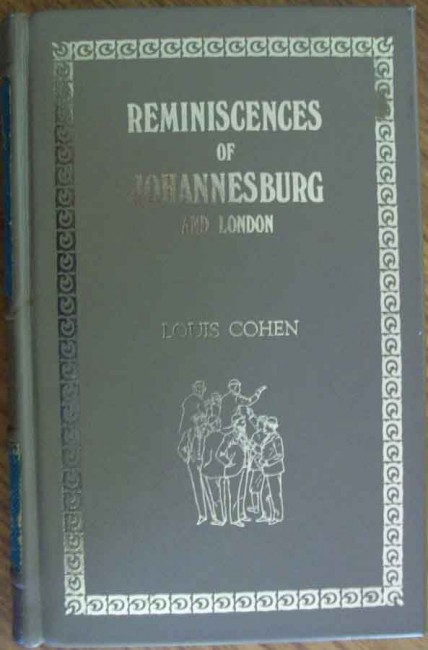 REMINISCENCES
OF
JOHANNESBURG
AND LONDON
LOUIS COHEN